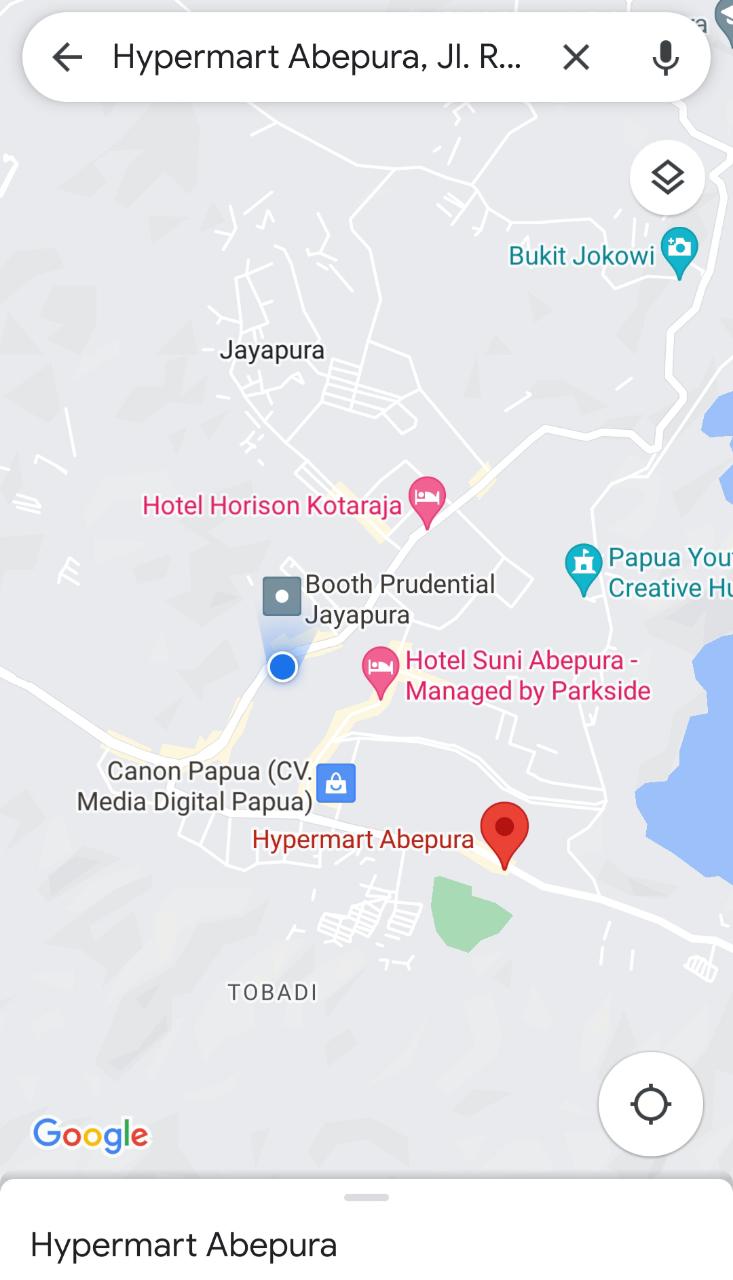 Hypermart Abepura, Jl. R...
Bukit Jokowi
Jayapura
Hotel Horison Kotaraja
Papua You
Creative Hu
Booth Prudential
Jayapura
Hotel Suni Abepura -
Managed by Parkside
Canon Papua (CV.
Media Digital Papua)
Hypermart Abepura
TOBADI
Google
Hypermart Abepura